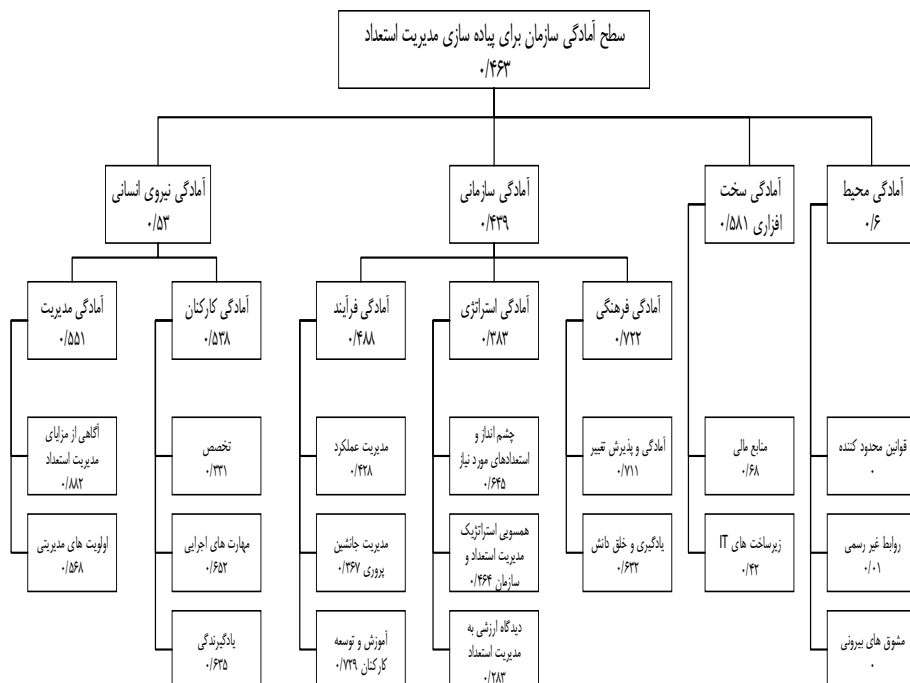 سطح آمادگی سازمان برای پیاده سازی مدیریت استعداد
۰/۴۶۳
آمادگی نیروی انسانی
۰/۵۳
آمادگی سازمانی
۰/۴۳۹
آمادگی سخت
افزاری ۰/۵۸۱
آمادگی محیط
۰/۶
آمادگی مدیریت
۰/۵۵۱
آمادگی کارکنان
۰/۵۳۸
آمادگی فرآیند
۰/۴۸۸
آمادگی استراتژی
۰/۳۸۳
آمادگی فرهنگی
۰/۷۲۲
آگاهی از مزایای
مدیریت استعداد
۰/۸۸۲
تخصص
۰/۳۳۱
مدیریت عملکرد
۰/۴۲۸
چشم انداز و
استعدادهای مورد نیاز
۰/۶۴۵
آمادگی و پذیرش تغییر
۰/۷۱۱
منابع مالی
۰/۶۸
قوانین محدود کننده
۰
اولویت های مدیریتی
۰/۵۶۸
مهارت های اجرایی
۰/۶۵۲
مدیریت جانشین
پروری ۰/۳۶۷
همسویی استراتژیک
مدیریت استعداد و
سازمان ۰/۴۶۴
یادگیری و خلق دانش
۰/۶۳۲
زیرساخت های IT
۰/۴۲
روابط غیر رسمی
۰/۰۱
یادگیرندگی
۰/۶۳۵
آموزش و توسعه
کارکنان ۰/۷۲۹
دیدگاه ارزشی به
مدیریت استعداد
۰/۲۸۳
مشوق های بیرونی
۰